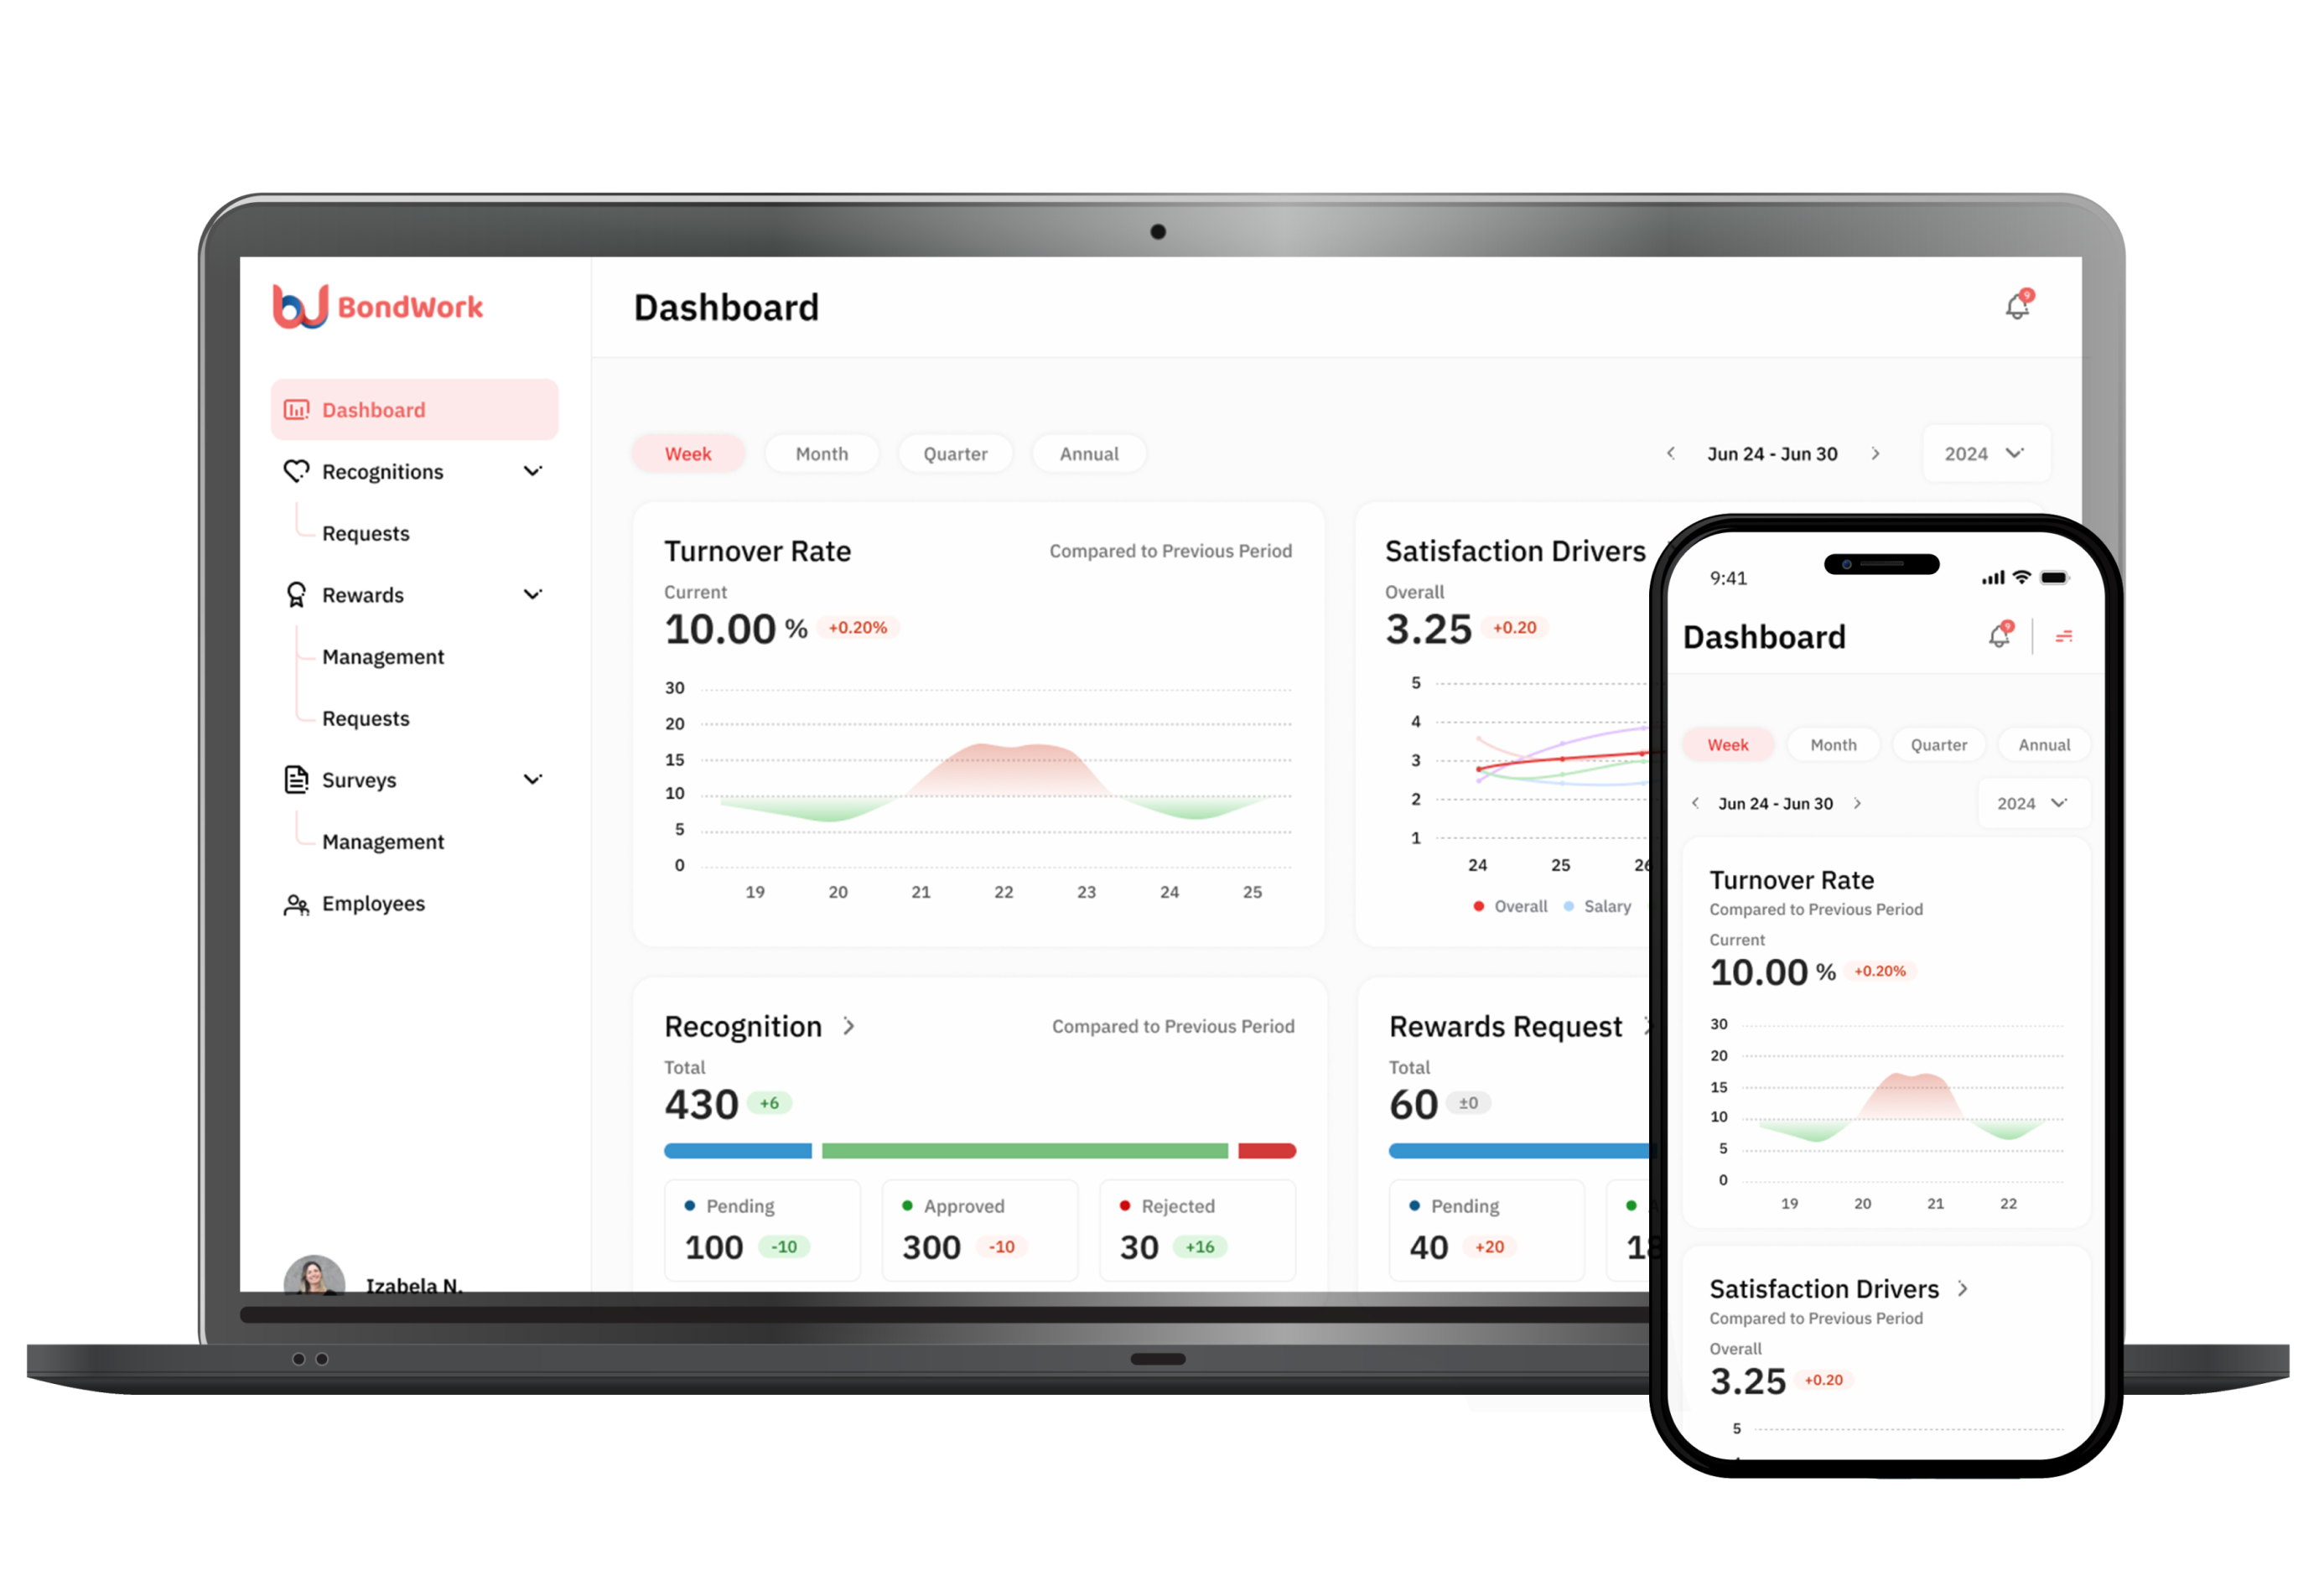 BondWork
Dashboard
9
Dashboard
Recognitions
Requests
Rewards
Management
Requests
Surveys
Management
Employees
Izabela N.
Week Month Quarter Annual
Jun 24 - Jun 30
2024
Turnover Rate
Compared to Previous Period
Current
10.00 % +0.20%
30
20
15
10
5
0
19 20 21 22 23 24 25
Satisfaction Drivers
Overall
3.25 +0.20
5
4
3
2
1
24 25 26
Overall Salary
Recognition
Compared to Previous Period
Total
430 +6
Pending
100 -10
Approved
300 -10
Rejected
30 +16
Rewards Request
Total
60 ±0
Pending
40 +20
9:41
Dashboard
9
Week Month Quarter Annual
Jun 24 - Jun 30
2024
Turnover Rate
Compared to Previous Period
Current
10.00 % +0.20%
30
20
15
10
5
0
19 20 21 22
Satisfaction Drivers
Compared to Previous Period
Overall
3.25 +0.20
5